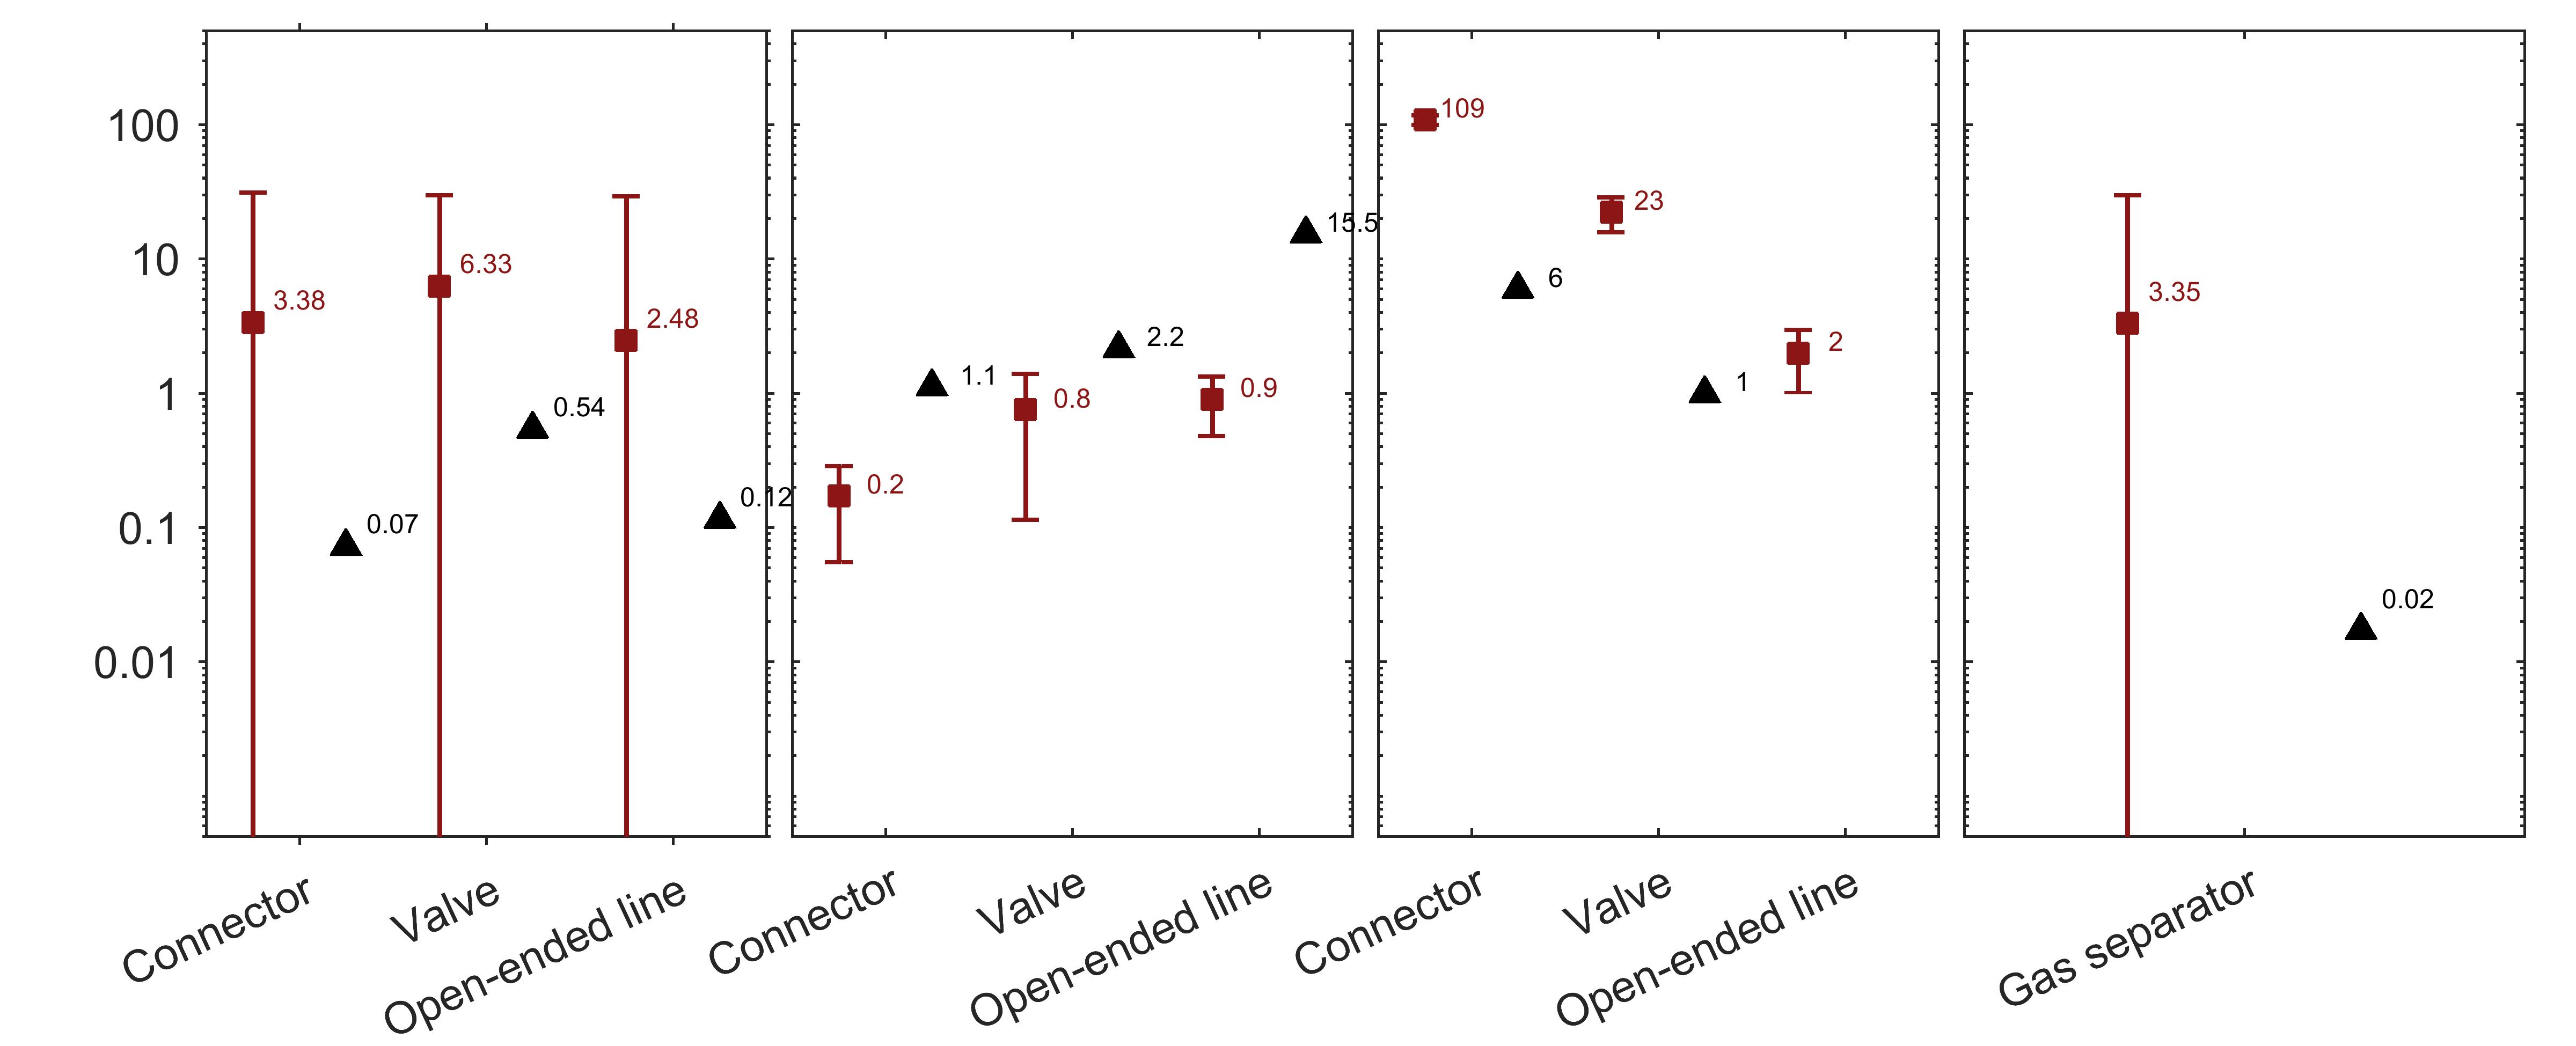 100
10
1
0.1
0.01
3.38
0.07
6.33
0.54
2.48
0.12
0.2
1.1
0.8
2.2
0.9
15.5
109
6
23
1
2
3.35
0.02
Connector
Valve
Open-ended line
Connector
Valve
Open-ended line
Connector
Valve
Open-ended line
Gas separator